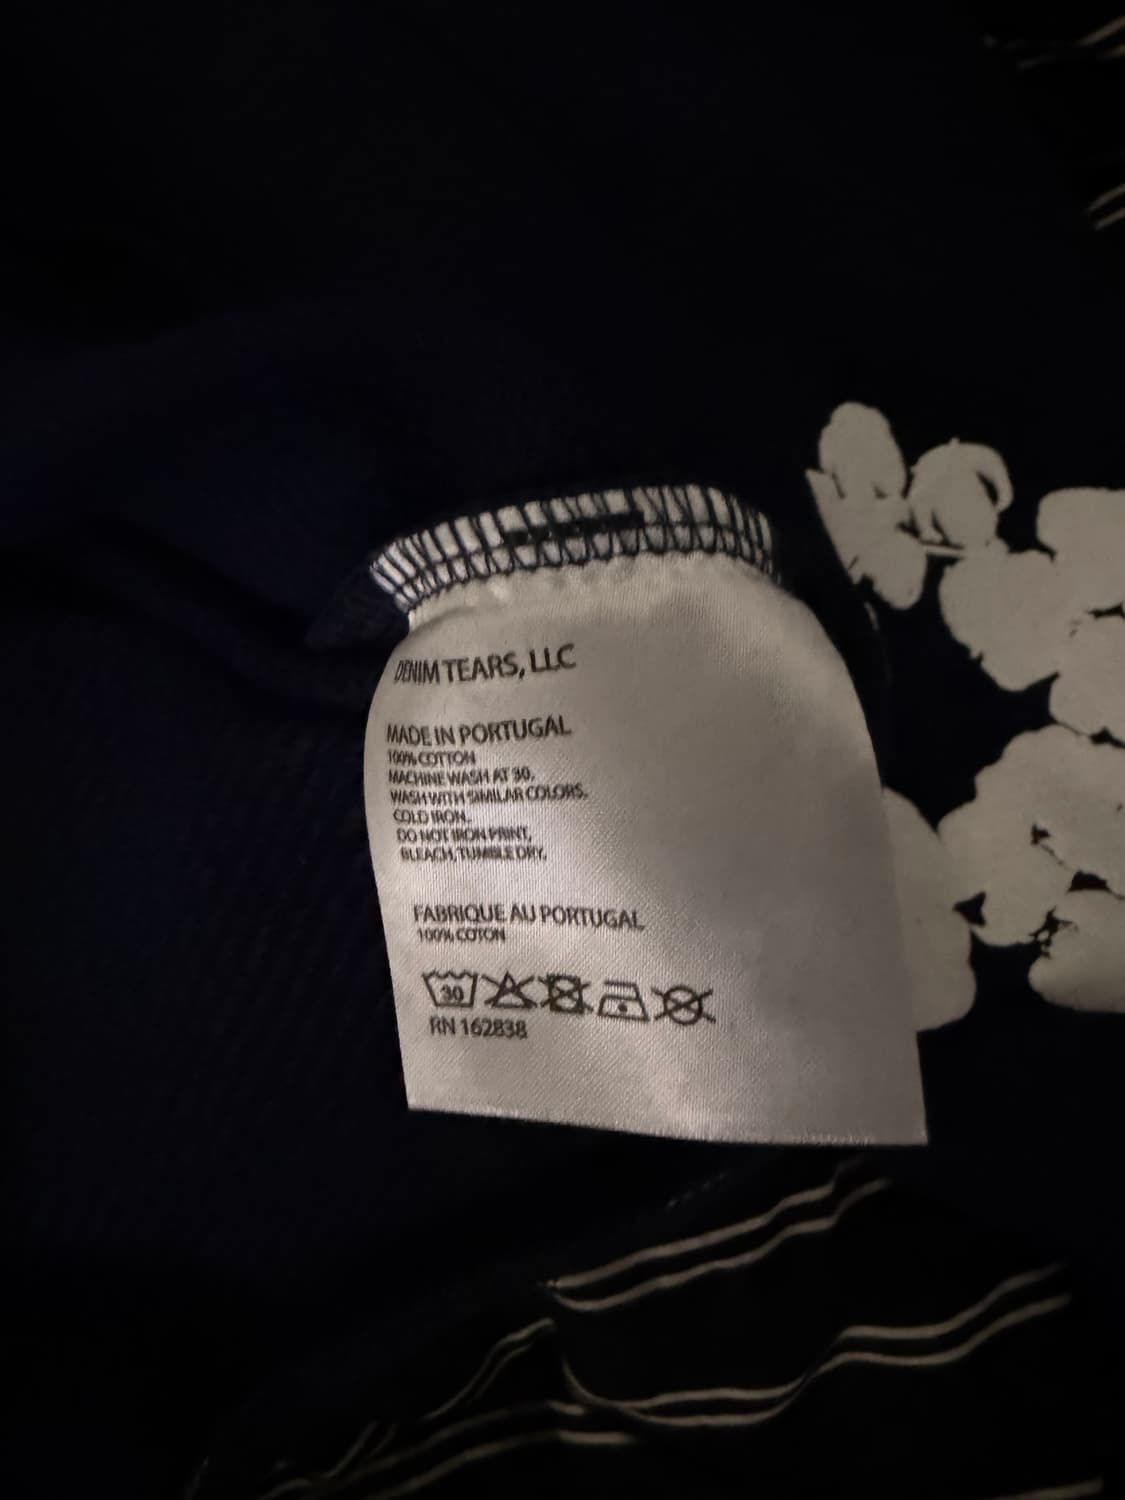 DENIM TEARS, LLC
MADE IN PORTUGAL
100% COTTON
MACHINE WASH AT 30.
WASH WITH SIMILAR COLORS.
COLD IRON.
DO NOT IRON PRINT,
BLEACH, TUMBLE DRY.
FABRIQUE AU PORTUGAL
100% COTON
30
RN 162838